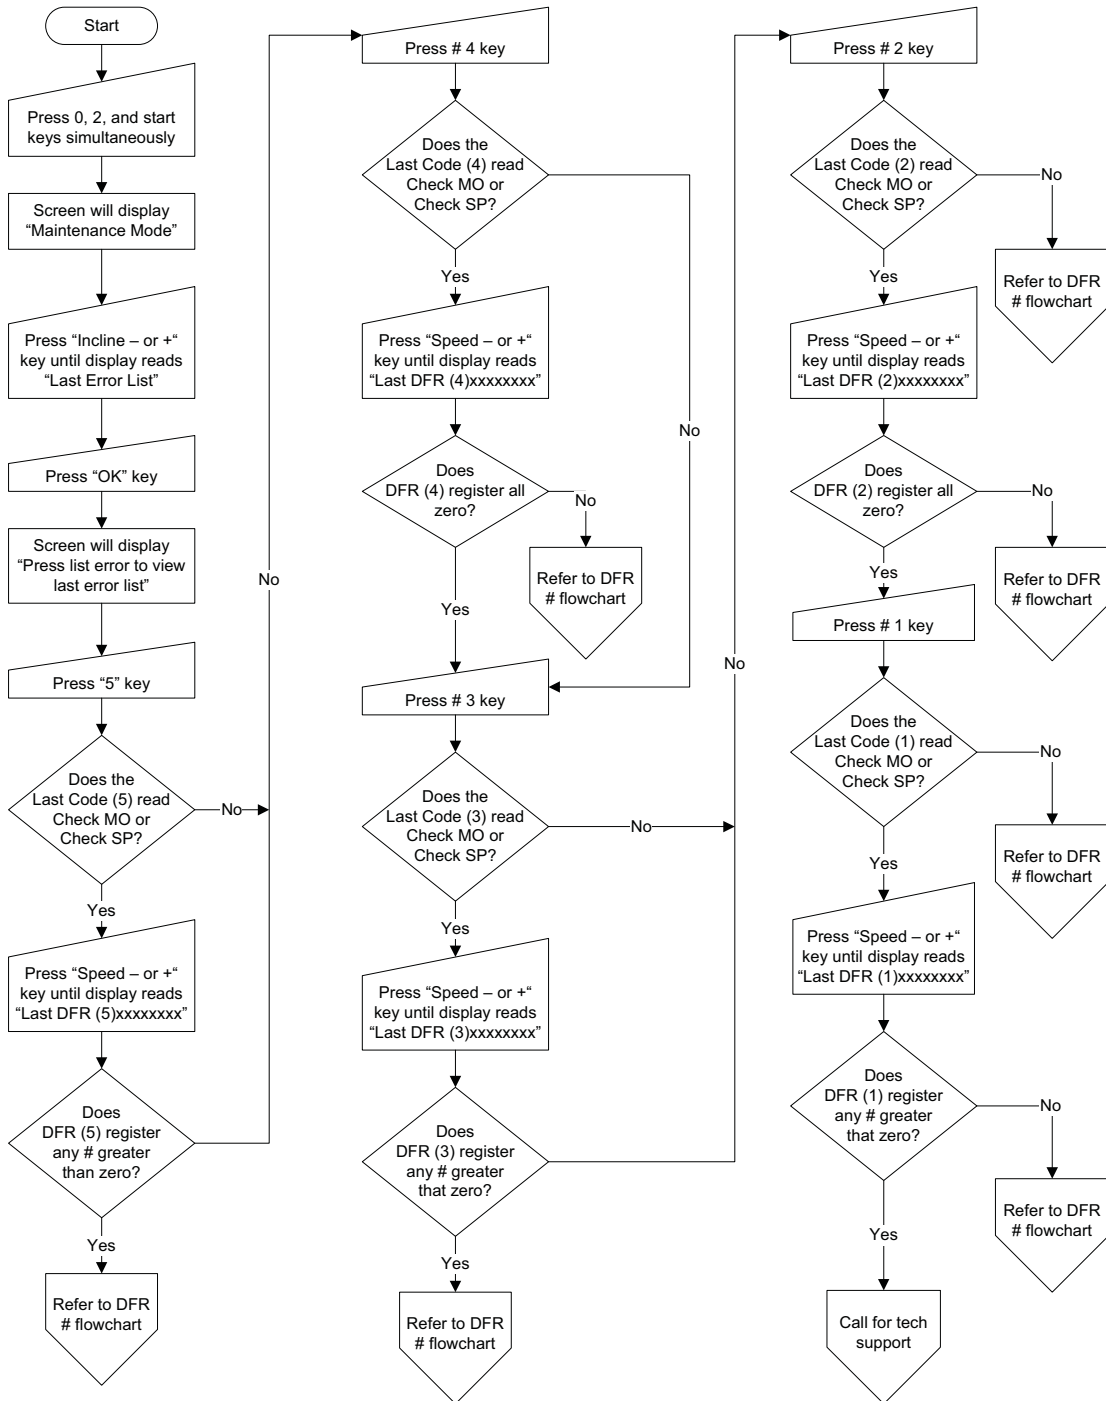 Start
Press 0, 2, and start
keys simultaneously
Screen will display
“Maintenance Mode”
Press “Incline – or +“
key until display reads
“Last Error List”
Press “OK” key
Screen will display
“Press list error to view
last error list”
Press “5” key
Does the
Last Code (5) read
Check MO or
Check SP?
No
Yes
Press “Speed – or +“
key until display reads
“Last DFR (5)xxxxxxxx”
Does
DFR (5) register
any # greater
than zero?
Yes
Refer to DFR
# flowchart
No
Press # 4 key
Does the
Last Code (4) read
Check MO or
Check SP?
Yes
No
Press “Speed – or +“
key until display reads
“Last DFR (4)xxxxxxxx”
Does
DFR (4) register all
zero?
No
Refer to DFR
# flowchart
Yes
Press # 3 key
Does the
Last Code (3) read
Check MO or
Check SP?
No
Yes
Press “Speed – or +“
key until display reads
“Last DFR (3)xxxxxxxx”
Does
DFR (3) register
any # greater
that zero?
Yes
Refer to DFR
# flowchart
No
Press # 2 key
Does the
Last Code (2) read
Check MO or
Check SP?
No
Refer to DFR
# flowchart
Yes
Press “Speed – or +“
key until display reads
“Last DFR (2)xxxxxxxx”
Does
DFR (2) register all
zero?
No
Refer to DFR
# flowchart
Yes
Press # 1 key
Does the
Last Code (1) read
Check MO or
Check SP?
No
Refer to DFR
# flowchart
Yes
Press “Speed – or +“
key until display reads
“Last DFR (1)xxxxxxxx”
Does
DFR (1) register
any # greater
that zero?
No
Refer to DFR
# flowchart
Yes
Call for tech
support